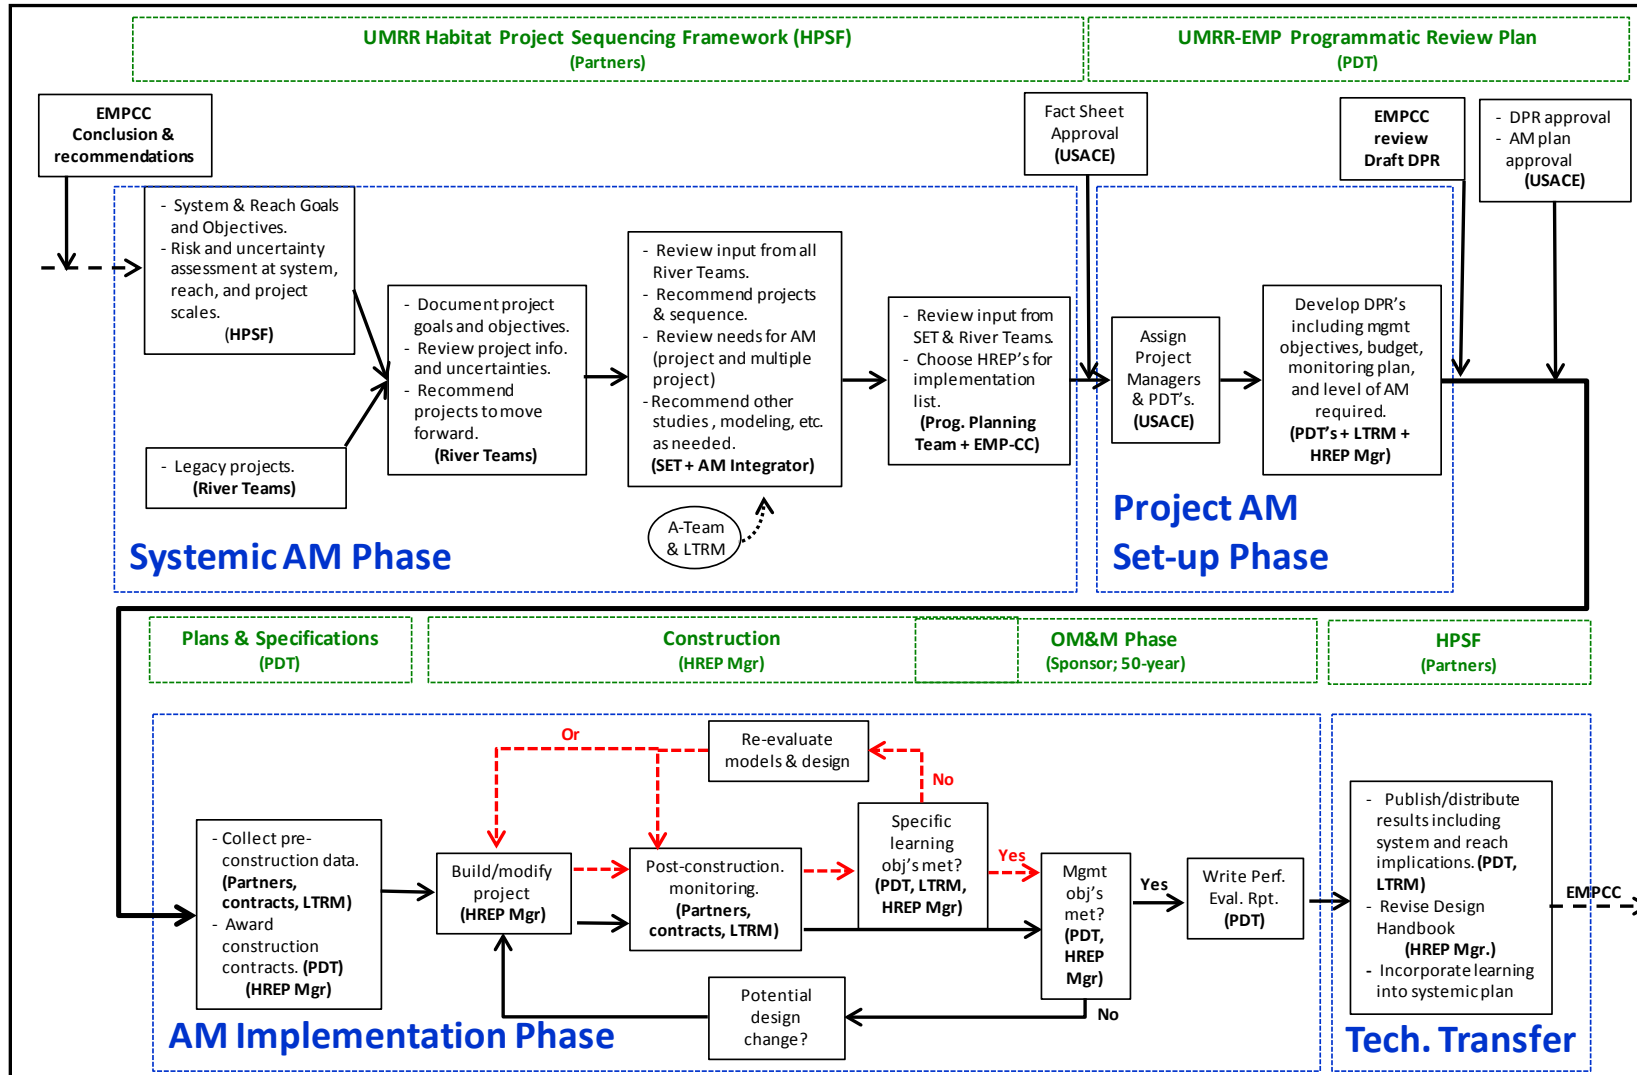 UMRR Habitat Project Sequencing Framework (HPSF)
(Partners)
UMRR-EMP Programmatic Review Plan
(PDT)
EMPCC
Conclusion &
recommendations
Fact Sheet
Approval
(USACE)
EMPCC
review
Draft DPR
- DPR approval
- AM plan
approval
(USACE)
- System & Reach Goals
and Objectives.
- Risk and uncertainty
assessment at system,
reach, and project
scales.
(HPSF)
- Legacy projects.
(River Teams)
- Document project
goals and objectives.
- Review project info.
and uncertainties.
- Recommend
projects to move
forward.
(River Teams)
- Review input from all
River Teams.
- Recommend projects
& sequence.
- Review needs for AM
(project and multiple
project)
- Recommend other
studies , modeling, etc.
as needed.
(SET + AM Integrator)
A-Team
& LTRM
- Review input from
SET & River Teams.
- Choose HREP's for
implementation
list.
(Prog. Planning
Team + EMP-CC)
Assign
Project
Managers
& PDT's.
(USACE)
Develop DPR's
including mgmt
objectives, budget,
monitoring plan,
and level of AM
required.
(PDT's + LTRM +
HREP Mgr)
Systemic AM Phase
Project AM
Set-up Phase
Plans & Specifications
(PDT)
Construction
(HREP Mgr)
OM&M Phase
(Sponsor; 50-year)
HPSF
(Partners)
Or
Re-evaluate
models & design
No
- Collect pre-
construction data.
(Partners,
contracts, LTRM)
- Award
construction
contracts. (PDT)
(HREP Mgr)
Build/modify
project
(HREP Mgr)
Post-construction.
monitoring.
(Partners,
contracts, LTRM)
Specific
learning
obj's met?
(PDT, LTRM,
HREP Mgr)
Yes
Mgmt
obj's
met?
(PDT,
HREP
Mgr)
Yes
No
Write Perf.
Eval. Rpt.
(PDT)
Potential
design
change?
- Publish/distribute
results including
system and reach
implications. (PDT,
LTRM)
- Revise Design
Handbook
(HREP Mgr.)
- Incorporate learning
into systemic plan
EMPCC
AM Implementation Phase
Tech. Transfer